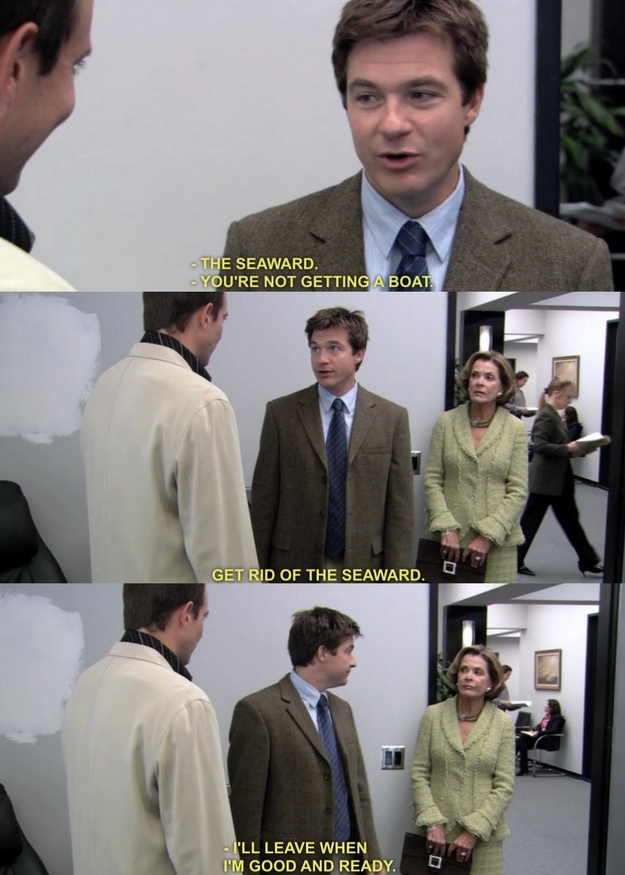 - THE SEAWARD.
- YOU'RE NOT GETTING A BOAT.
GET RID OF THE SEAWARD.
- I'LL LEAVE WHEN
I'M GOOD AND READY.